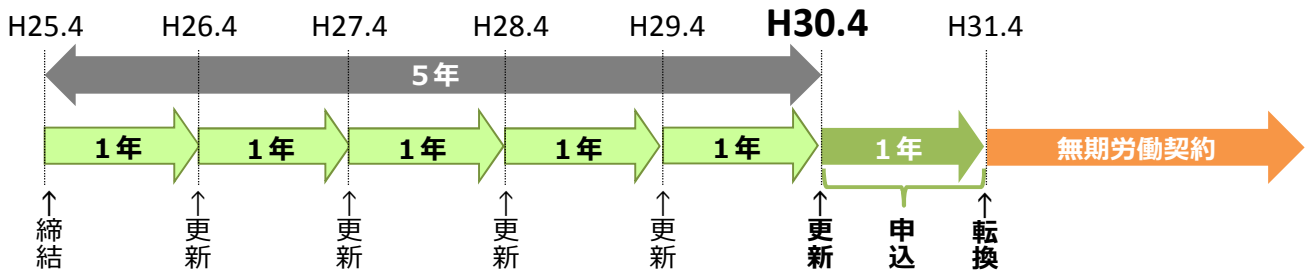 H25.4 H26.4 H27.4 H28.4 H29.4 H30.4 H31.4
5年
1年 1年 1年 1年 1年 1年 無期労働契約
↑締結 ↑更新 ↑更新 ↑更新 ↑更新 ↑更新 申込 ↑転換